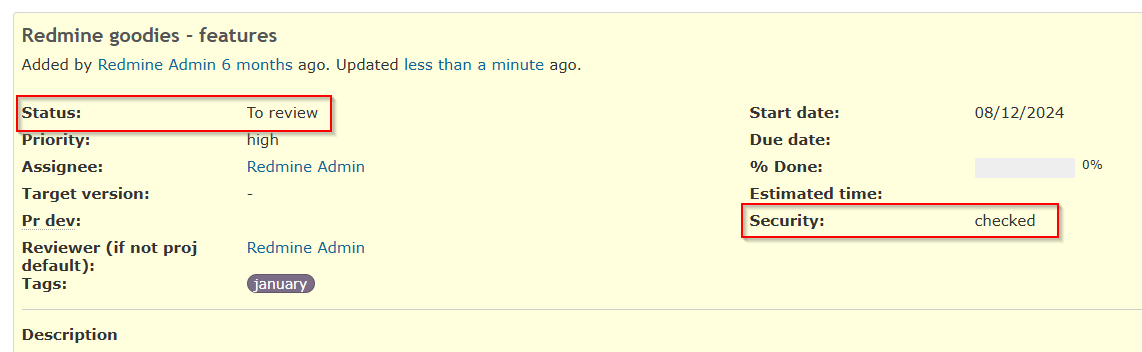 Redmine goodies - features
Added by Redmine Admin 6 months ago. Updated less than a minute ago.
Status: To review
Priority: high
Assignee: Redmine Admin
Target version: -
Pr dev:
Reviewer (if not proj Redmine Admin
default):
Tags: january
Start date: 08/12/2024
Due date:
% Done: 0%
Estimated time:
Security: checked
Description